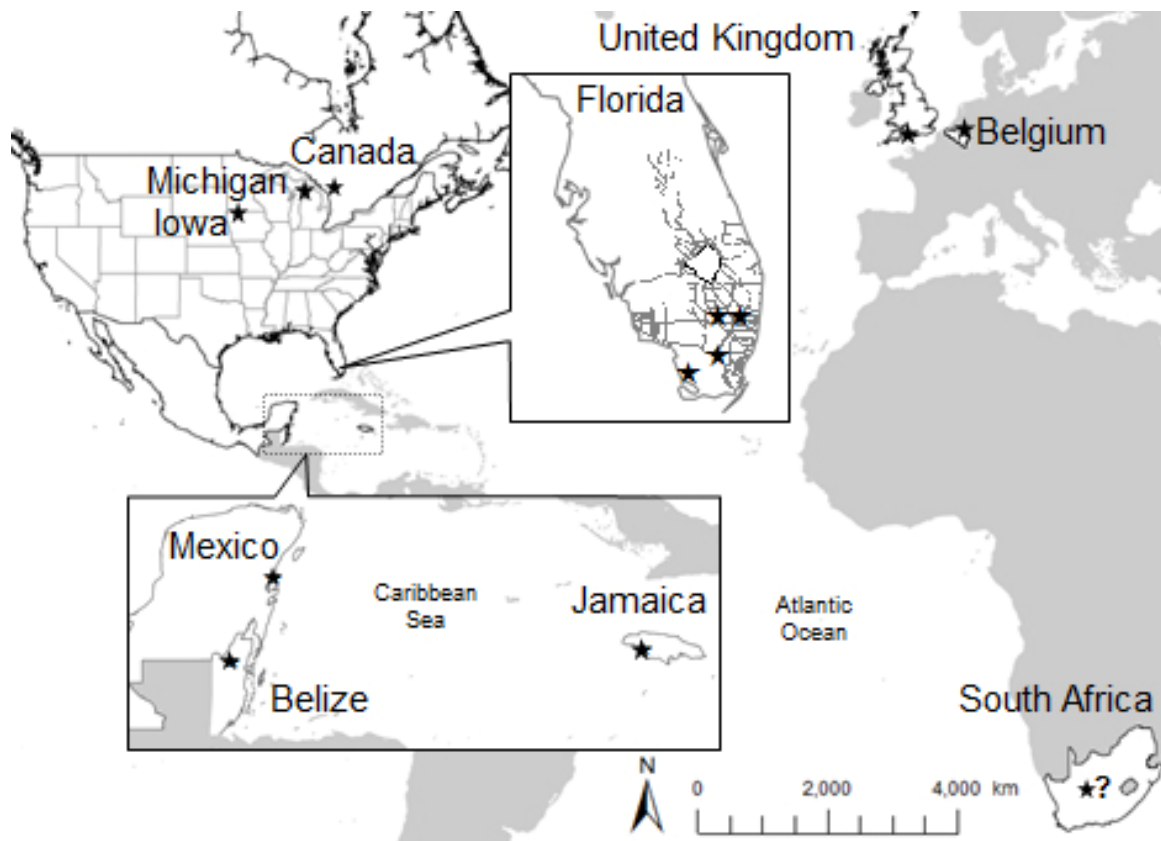 United Kingdom
Florida
Belgium
Canada
Michigan
Iowa
Mexico
Caribbean
Sea
Jamaica
Atlantic
Ocean
Belize
South Africa
N
0 2,000 4,000 km
?